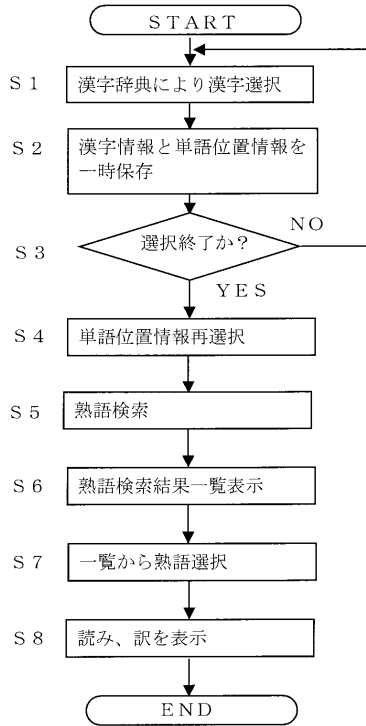 START
S1 漢字辞典により漢字選択
S2 漢字情報と単語位置情報を
一時保存
S3 選択終了か? NO
YES
S4 単語位置情報再選択
S5 熟語検索
S6 熟語検索結果一覧表示
S7 一覧から熟語選択
S8 読み、訳を表示
END